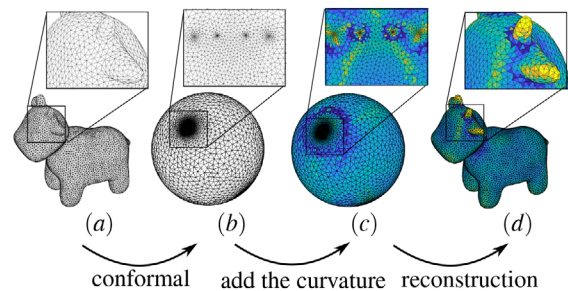 (a) (b) (c) (d)
conformal add the curvature reconstruction